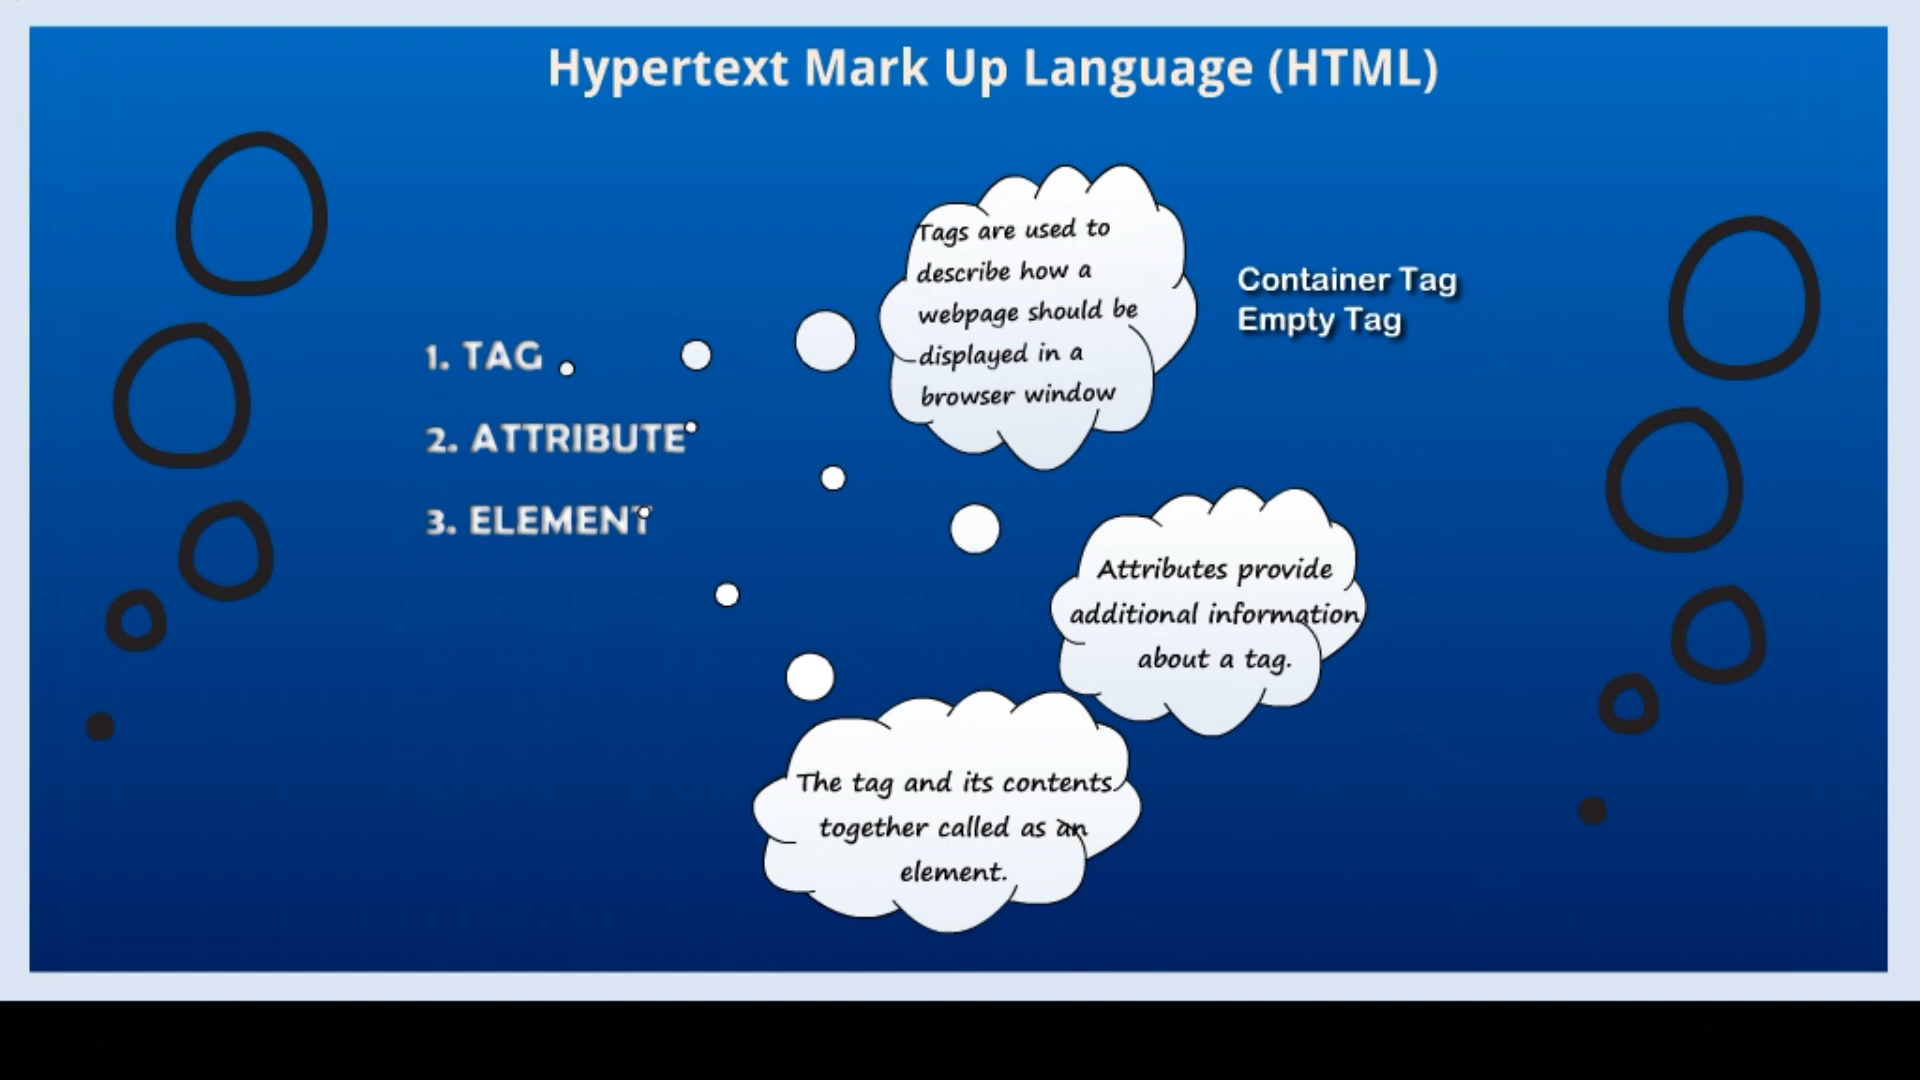 Hypertext Mark Up Language (HTML)
1. TAG
2. ATTRIBUTE
3. ELEMENT
Tags are used to
describe how a
webpage should be
displayed in a
browser window
Container Tag
Empty Tag
Attributes provide
additional information
about a tag.
The tag and its contents
together called as an
element.